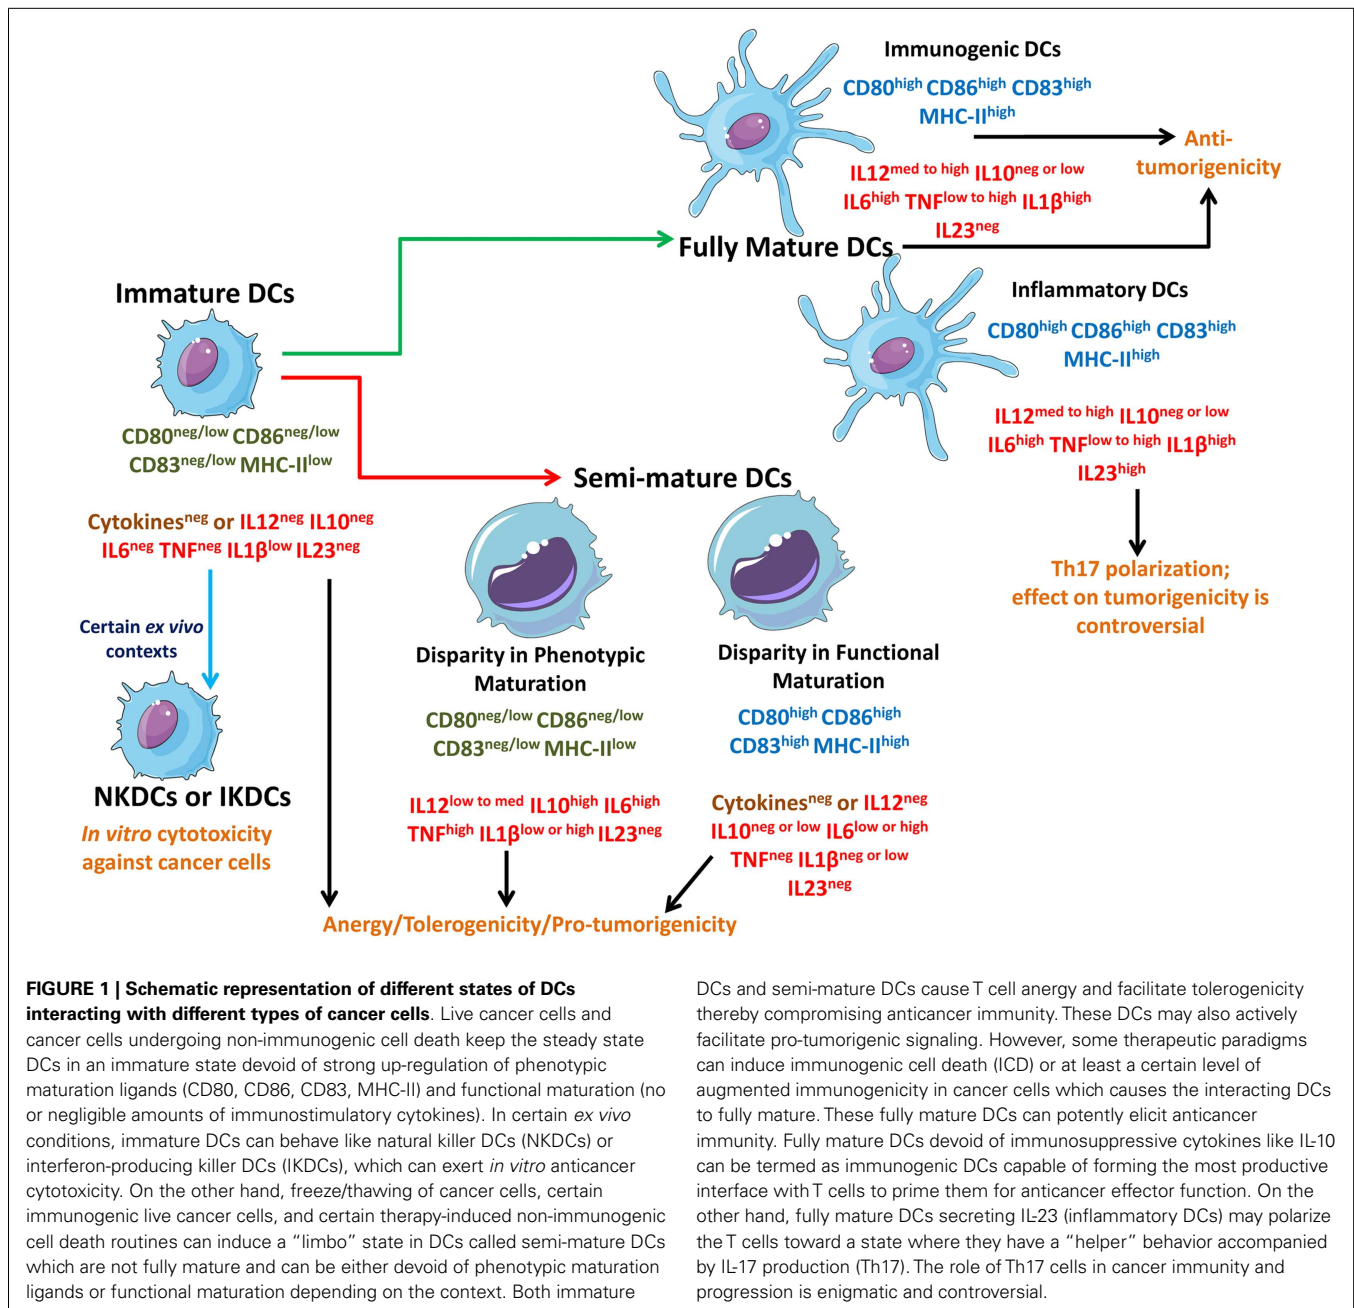 Immunogenic DCs
CD80high CD86high CD83high
MHC-IIhigh
Anti-
tumorigenicity
IL12med to high IL10neg or low
IL6high TNFlow to high IL1βhigh
IL23neg
Fully Mature DCs
Inflammatory DCs
CD80high CD86high CD83high
MHC-IIhigh
IL12med to high IL10neg or low
IL6high TNFlow to high IL1βhigh
IL23high
Th17 polarization;
effect on tumorigenicity is
controversial
Immature DCs
CD80neg/low CD86neg/low
CD83neg/low MHC-IIlow
Cytokinesneg or IL12neg IL10neg
IL6neg TNFneg IL1βlow IL23neg
Certain ex vivo
contexts
NKDCs or IKDCs
In vitro cytotoxicity
against cancer cells
Semi-mature DCs
Disparity in Phenotypic
Maturation
CD80neg/low CD86neg/low
CD83neg/low MHC-IIlow
IL12low to med IL10high IL6high
TNFhigh IL1βlow or high IL23neg
Disparity in Functional
Maturation
CD80high CD86high
CD83high MHC-IIhigh
Cytokinesneg or IL12neg
IL10neg or low IL6low or high
TNFneg IL1βneg or low
IL23neg
Anergy/Tolerogenicity/Pro-tumorigenicity
FIGURE 1 | Schematic representation of different states of DCs
interacting with different types of cancer cells. Live cancer cells and
cancer cells undergoing non-immunogenic cell death keep the steady state
DCs in an immature state devoid of strong up-regulation of phenotypic
maturation ligands (CD80, CD86, CD83, MHC-II) and functional maturation (no
or negligible amounts of immunostimulatory cytokines). In certain ex vivo
conditions, immature DCs can behave like natural killer DCs (NKDCs) or
interferon-producing killer DCs (IKDCs), which can exert in vitro anticancer
cytotoxicity. On the other hand, freeze/thawing of cancer cells, certain
immunogenic live cancer cells, and certain therapy-induced non-immunogenic
cell death routines can induce a “limbo” state in DCs called semi-mature DCs
which are not fully mature and can be either devoid of phenotypic maturation
ligands or functional maturation depending on the context. Both immature
DCs and semi-mature DCs cause T cell anergy and facilitate tolerogenicity
thereby compromising anticancer immunity. These DCs may also actively
facilitate pro-tumorigenic signaling. However, some therapeutic paradigms
can induce immunogenic cell death (ICD) or at least a certain level of
augmented immunogenicity in cancer cells which causes the interacting DCs
to fully mature. These fully mature DCs can potently elicit anticancer
immunity. Fully mature DCs devoid of immunosuppressive cytokines like IL-10
can be termed as immunogenic DCs capable of forming the most productive
interface with T cells to prime them for anticancer effector function. On the
other hand, fully mature DCs secreting IL-23 (inflammatory DCs) may polarize
the T cells toward a state where they have a “helper” behavior accompanied
by IL-17 production (Th17). The role of Th17 cells in cancer immunity and
progression is enigmatic and controversial.